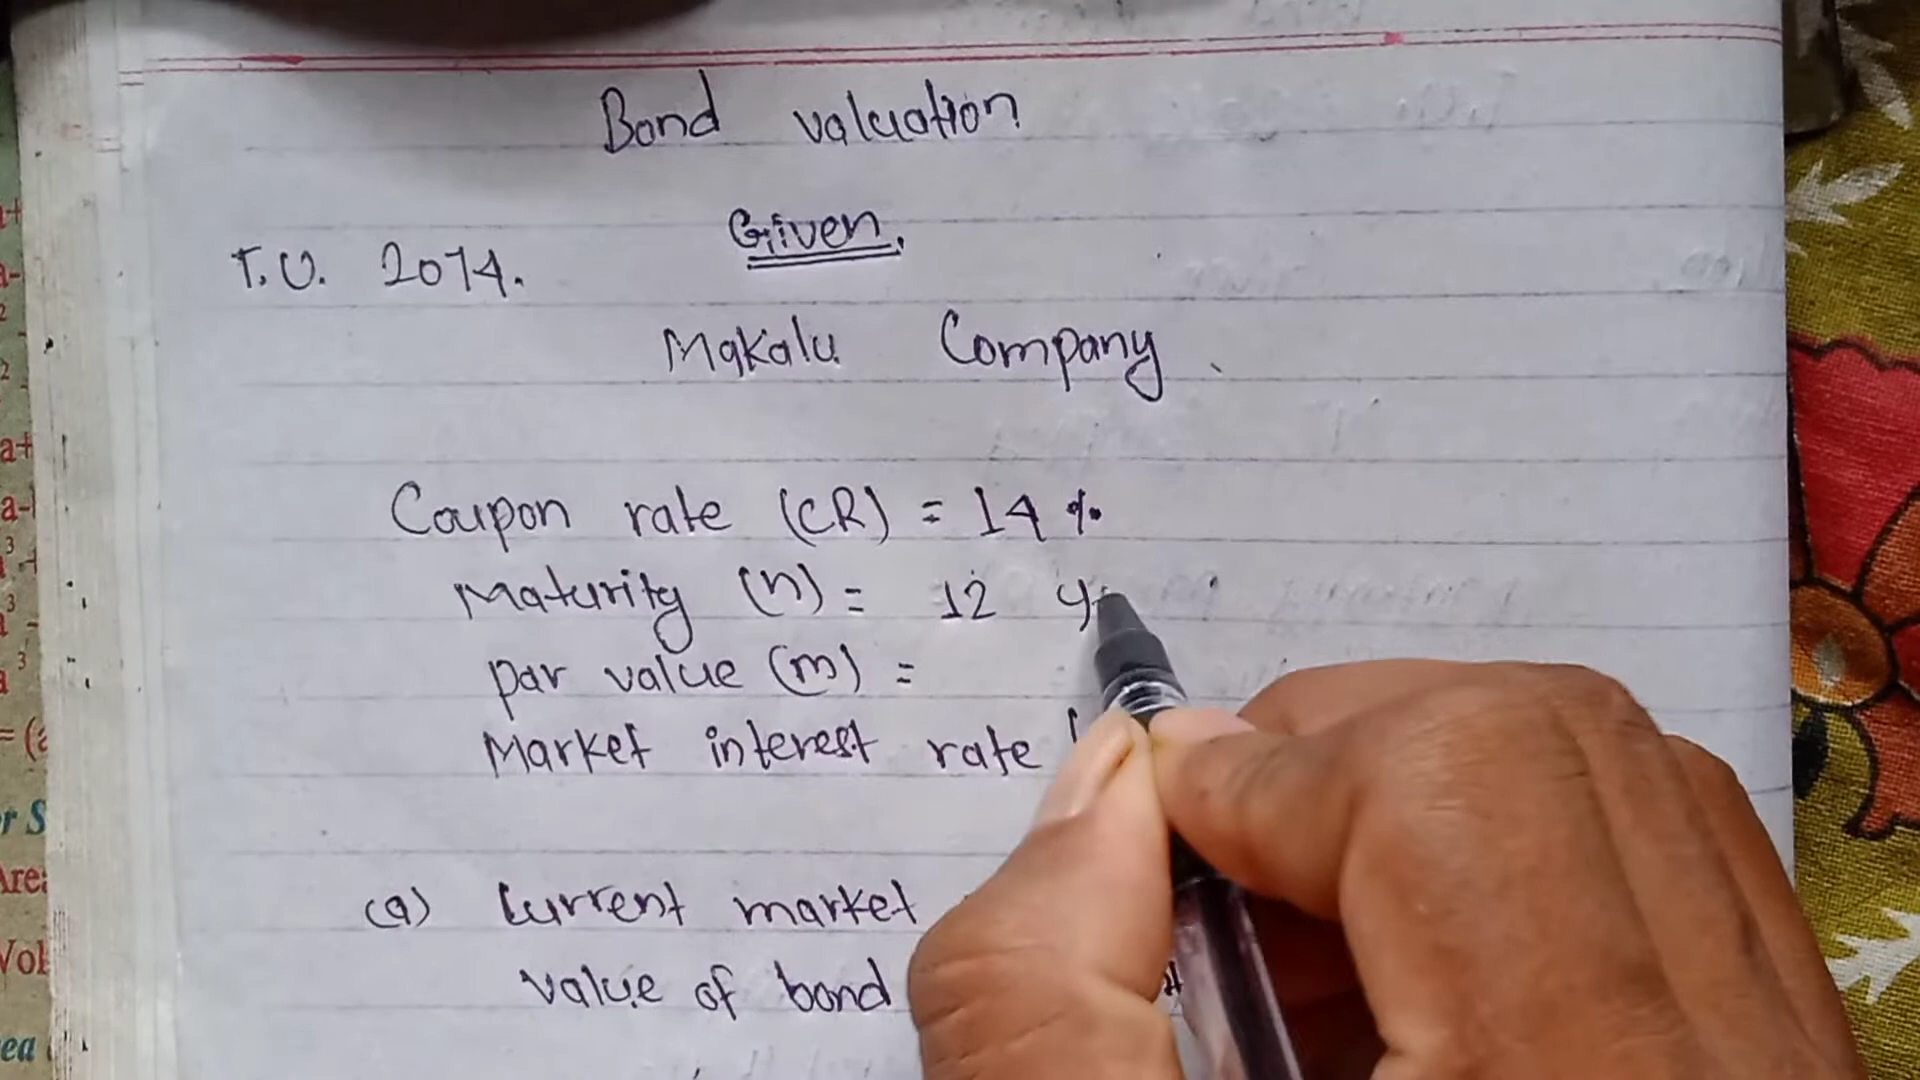 Bond valuation
Given,
T.U. 2074.
Makalu Company
Coupon rate (CR) = 14 %
Maturity (n) = 12
par value (m) =
Market interest rate
(a) Current market
value of bond